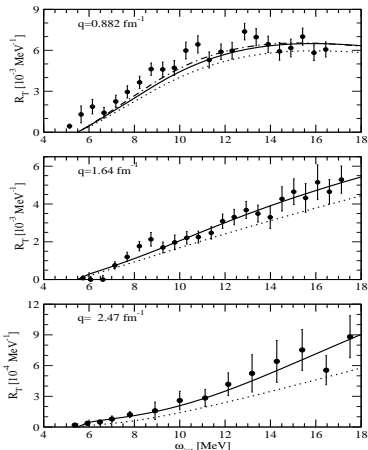 q=0.882 fm⁻¹
9
6
3
0
R_T [10⁻³ MeV⁻¹]
4 6 8 10 12 14 16 18
q=1.64 fm⁻¹
6
4
2
0
R_T [10⁻³ MeV⁻¹]
4 6 8 10 12 14 16 18
q= 2.47 fm⁻¹
12
9
6
3
0
R_T [10⁻⁴ MeV⁻¹]
4 6 8 10 12 14 16 18
[MeV]